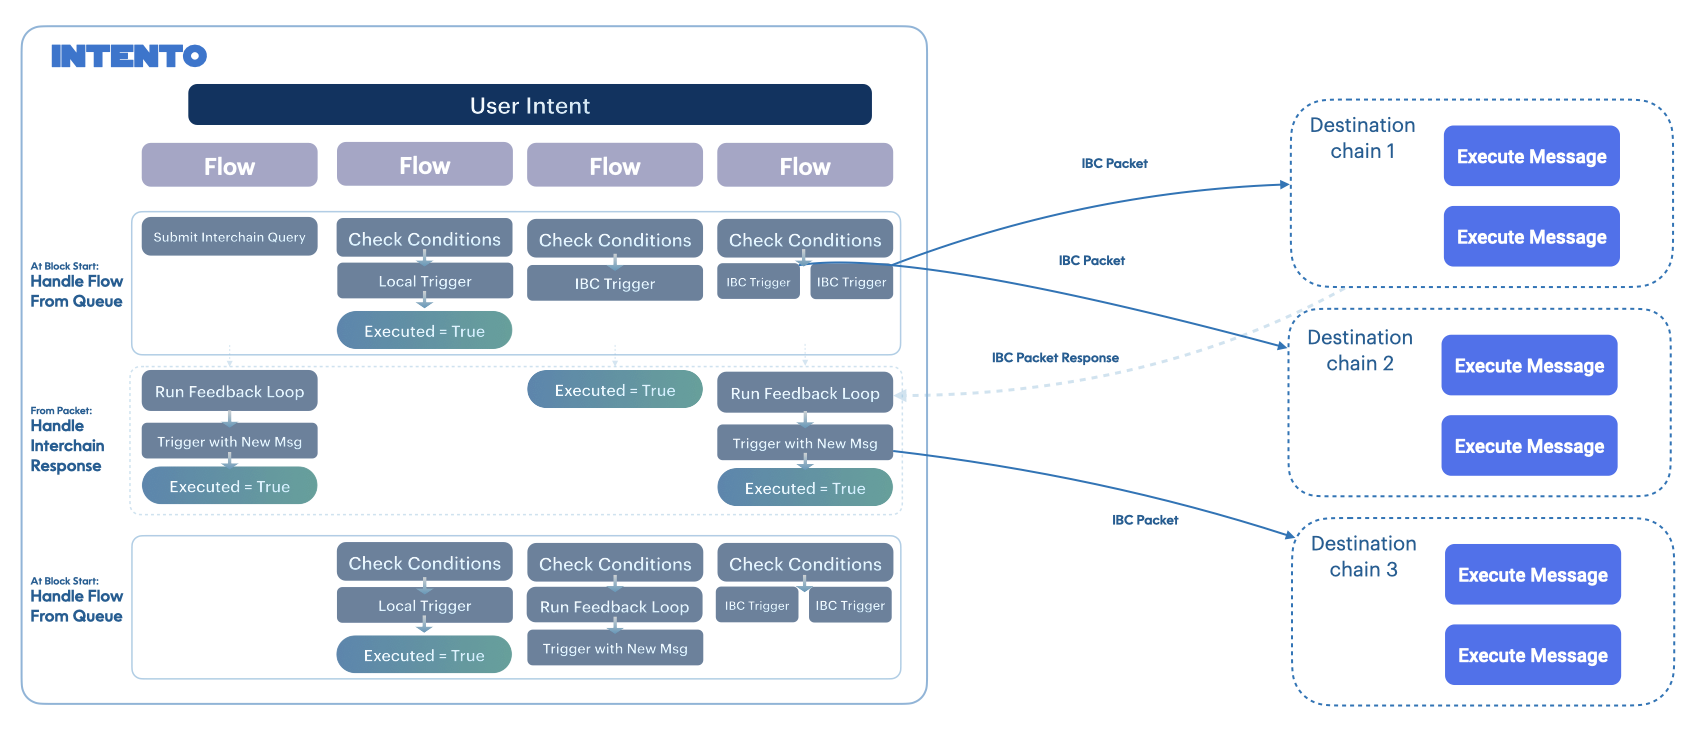 INTENTO
User Intent
Flow
Flow
Flow
Flow
At Block Start:
Handle Flow
From Queue
Submit Interchain Query
Check Conditions
Local Trigger
Executed = True
Check Conditions
IBC Trigger
Check Conditions
IBC Trigger
IBC Trigger
From Packet:
Handle
Interchain
Response
Run Feedback Loop
Trigger with New Msg
Executed = True
Executed = True
Run Feedback Loop
Trigger with New Msg
Executed = True
At Block Start:
Handle Flow
From Queue
Check Conditions
Local Trigger
Executed = True
Check Conditions
Run Feedback Loop
Trigger with New Msg
Check Conditions
IBC Trigger
IBC Trigger
IBC Packet
IBC Packet
IBC Packet Response
IBC Packet
Destination
chain 1
Execute Message
Execute Message
Destination
chain 2
Execute Message
Execute Message
Destination
chain 3
Execute Message
Execute Message